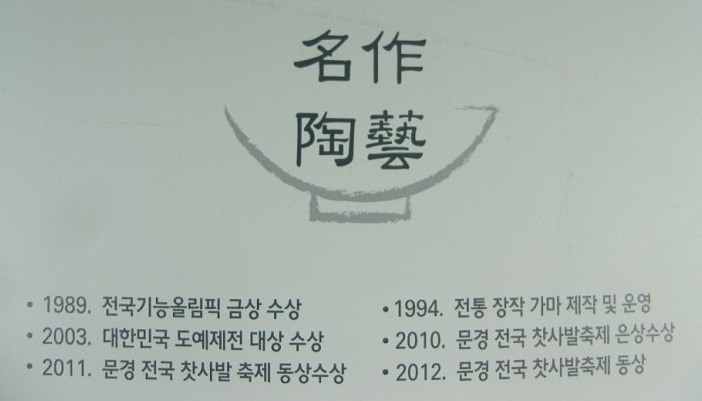 名作
陶藝
• 1989. 전국기능올림픽 금상 수상
• 2003. 대한민국 도예제전 대상 수상
• 2011. 문경 전국 찻사발 축제 동상수상
• 1994. 전통 장작 가마 제작 및 운영
• 2010. 문경 전국 찻사발축제 은상수상
• 2012. 문경 전국 찻사발축제 동상